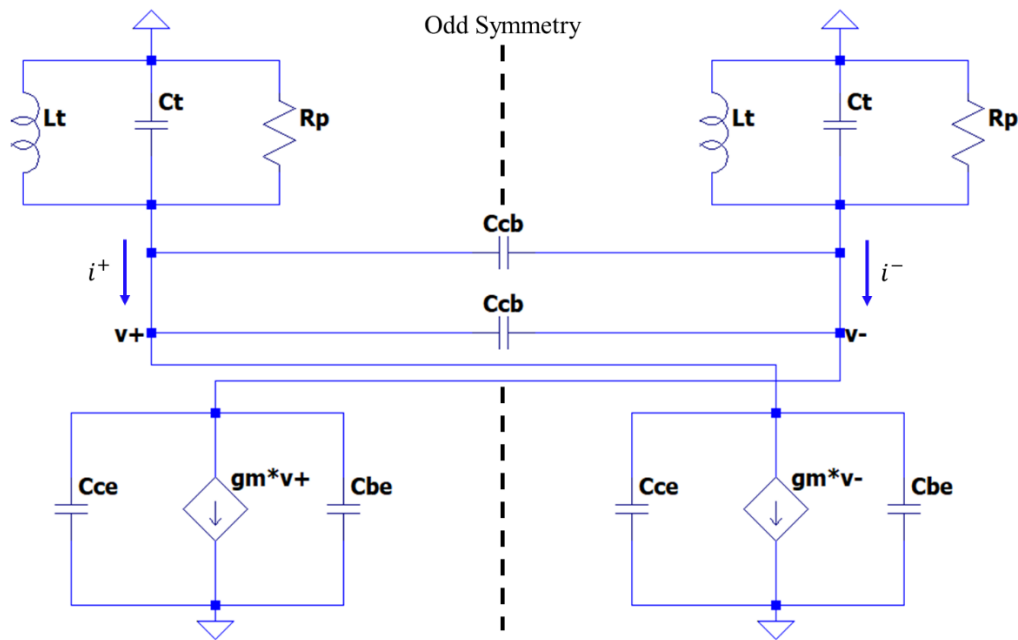 Odd Symmetry
Lt
Ct
Rp
Lt
Ct
Rp
Ccb
i⁺
i⁻
Ccb
v+
v-
Cce
gm*v+
Cbe
Cce
gm*v-
Cbe